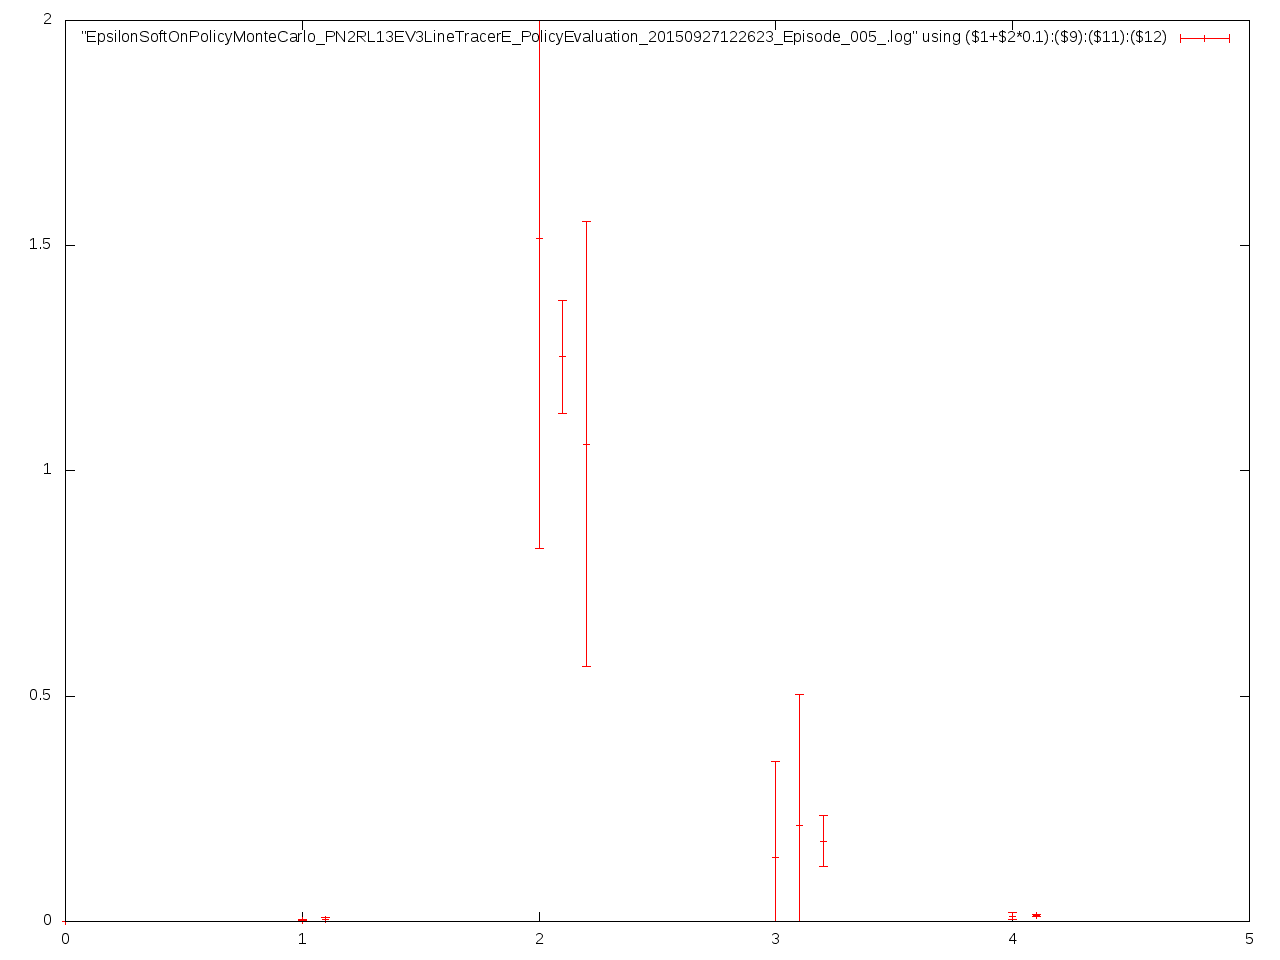 2
"EpsilonSoftOnPolicyMonteCarlo_PN2RL13EV3LineTracerE_PolicyEvaluation_20150927122623_Episode_005_.log" using ($1+$2*0.1):($9):($11):($12)
1.5
1
0.5
0
0 1 2 3 4 5